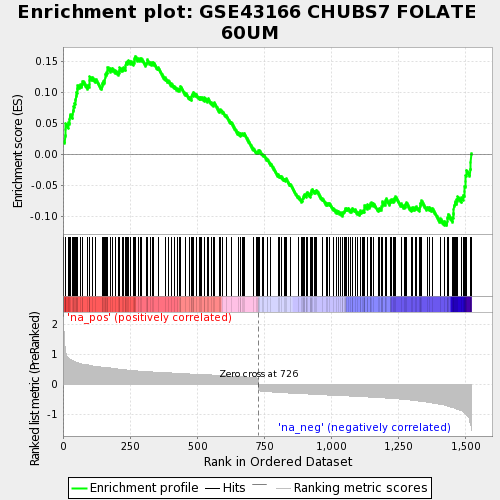 Enrichment plot: GSE43166 CHUBS7 FOLATE
60UM
Enrichment score (ES)
0.15
0.10
0.05
0.00
-0.05
-0.10
'na_pos' (positively correlated)
Ranked list metric (PreRanked)
2
1
0
-1
Zero cross at 726
'na_neg' (negatively correlated)
0
250
500
750
1,000
1,250
1,500
Rank in Ordered Dataset
Enrichment profile
Hits
Ranking metric scores